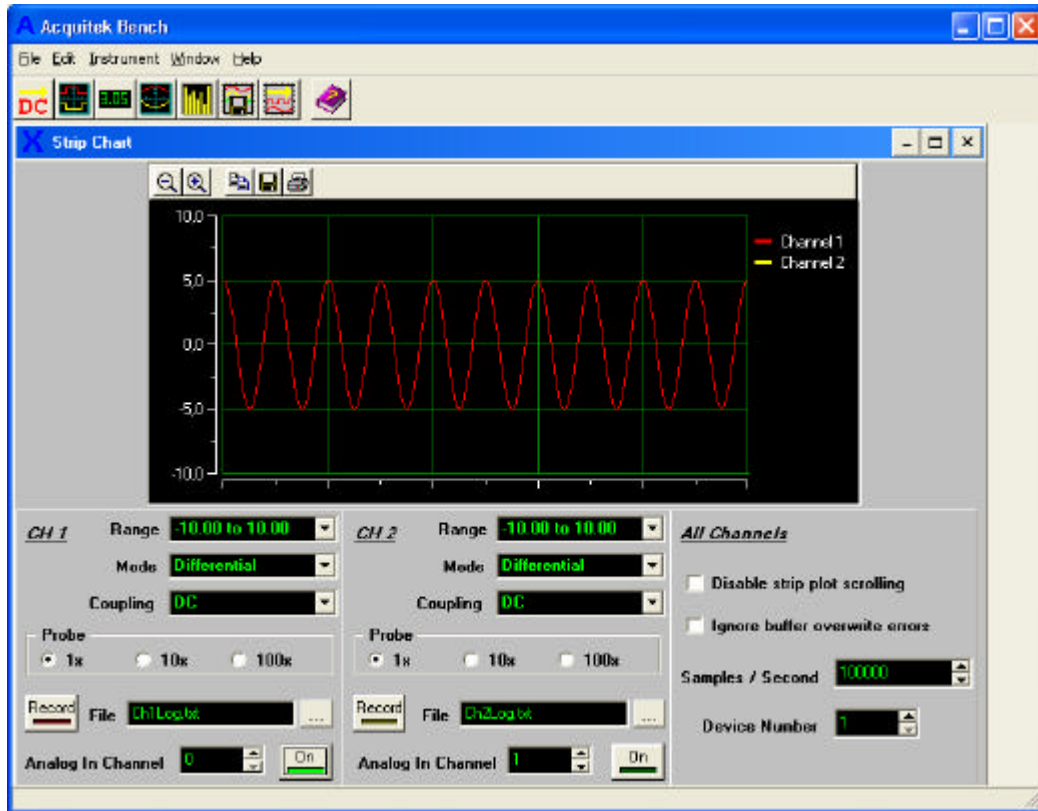 Acquitek Bench
File Edit Instrument Window Help
DC 3.05
Strip Chart
10,0
5,0
0,0
-5,0
-10,0
Channel 1
Channel 2
CH 1
Range -10.00 to 10.00
Mode Differential
Coupling DC
Probe
1x 10x 100x
Record File Ch1Log.txt ...
Analog In Channel 0 On
CH 2
Range -10.00 to 10.00
Mode Differential
Coupling DC
Probe
1x 10x 100x
Record File Ch2Log.txt ...
Analog In Channel 1 On
All Channels
Disable strip plot scrolling
Ignore buffer overwrite errors
Samples / Second 100000
Device Number 1